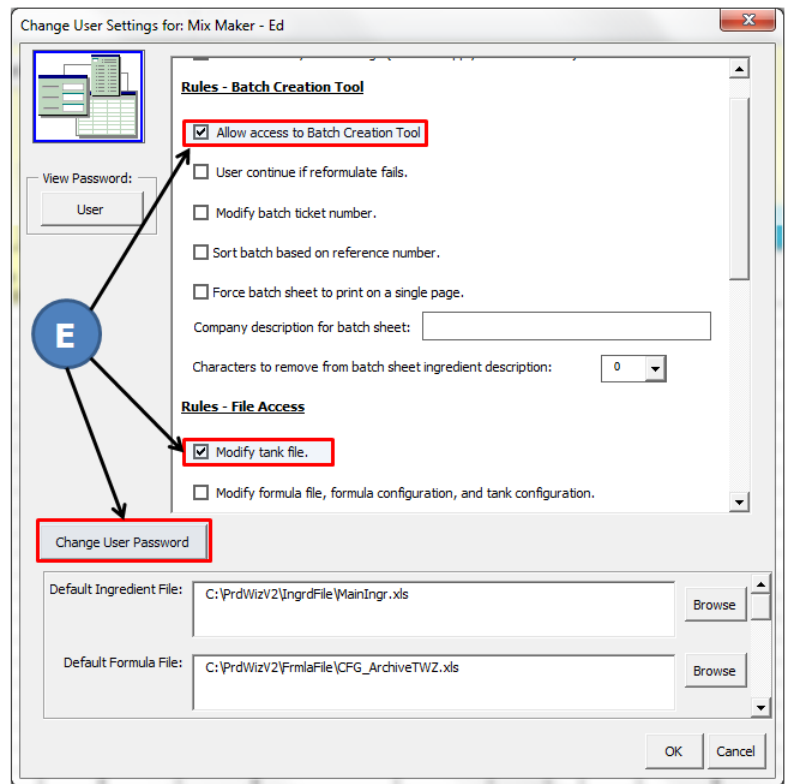 Change User Settings for: Mix Maker - Ed
Rules - Batch Creation Tool
Allow access to Batch Creation Tool
View Password:
User
User continue if reformulate fails.
Modify batch ticket number.
Sort batch based on reference number.
Force batch sheet to print on a single page.
E
Company description for batch sheet:
Characters to remove from batch sheet ingredient description: 0
Rules - File Access
Modify tank file.
Modify formula file, formula configuration, and tank configuration.
Change User Password
Default Ingredient File: C:\PrdWizV2\IngrdFile\MainIngr.xls Browse
Default Formula File: C:\PrdWizV2\FrmlaFile\CFG_ArchiveTWZ.xls Browse
OK Cancel